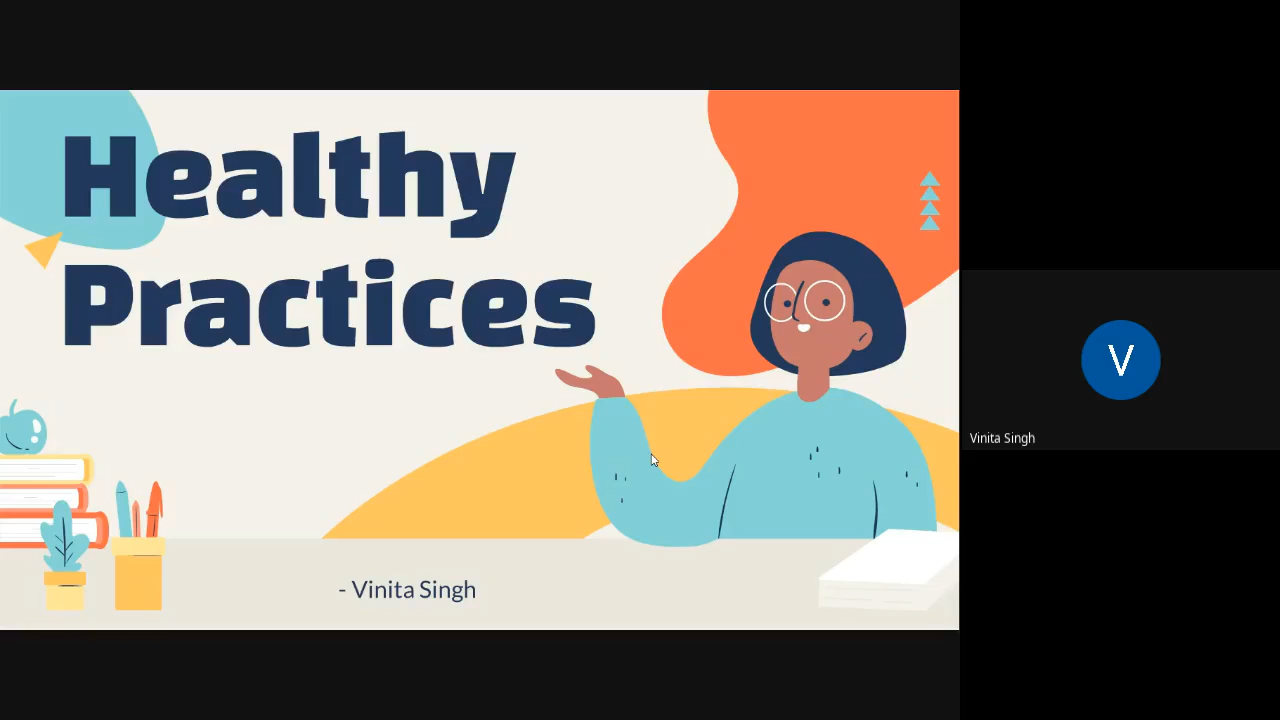 Healthy
Practices
- Vinita Singh
V
Vinita Singh